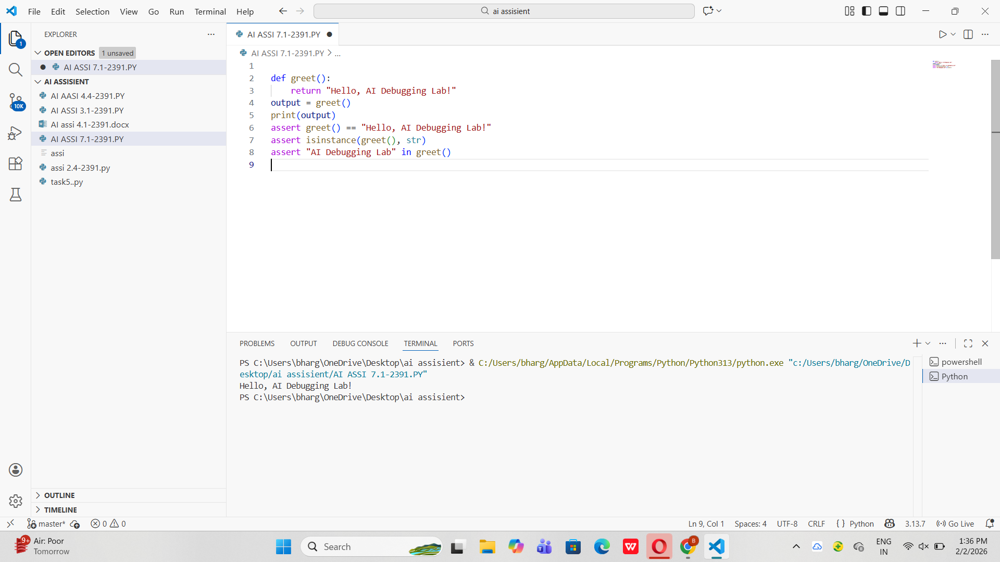 File Edit Selection View Go Run Terminal Help
ai assisient
EXPLORER
OPEN EDITORS 1 unsaved
AI ASSI 7.1-2391.PY
AI ASSISIENT
AI AASI 4.4-2391.PY
AI ASSI 3.1-2391.PY
AI assi 4.1-2391.docx
AI ASSI 7.1-2391.PY
assi
assi 2.4-2391.py
task5..py
OUTLINE
TIMELINE
1
10K
AI ASSI 7.1-2391.PY
AI ASSI 7.1-2391.PY > ...
1
2 def greet():
3 return "Hello, AI Debugging Lab!"
4 output = greet()
5 print(output)
6 assert greet() == "Hello, AI Debugging Lab!"
7 assert isinstance(greet(), str)
8 assert "AI Debugging Lab" in greet()
9
PROBLEMS OUTPUT DEBUG CONSOLE TERMINAL PORTS
PS C:\Users\bharg\OneDrive\Desktop\ai assisient> & C:/Users/bharg/AppData/Local/Programs/Python/Python313/python.exe "c:/Users/bharg/OneDrive/D
esktop/ai assisient/AI ASSI 7.1-2391.PY"
Hello, AI Debugging Lab!
PS C:\Users\bharg\OneDrive\Desktop\ai assisient>
powershell
Python
master* 0 0
Ln 9, Col 1 Spaces: 4 UTF-8 CRLF { } Python 3.13.7 Go Live
9+
Air: Poor
Tomorrow
Search
B
ENG
IN
1:36 PM
2/2/2026